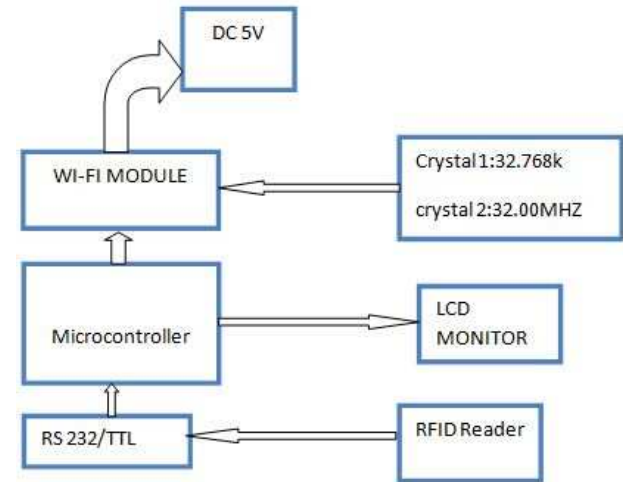 DC 5V
WI-FI MODULE
Crystal 1:32.768k
crystal 2:32.00MHZ
Microcontroller
LCD
MONITOR
RS 232/TTL
RFID Reader